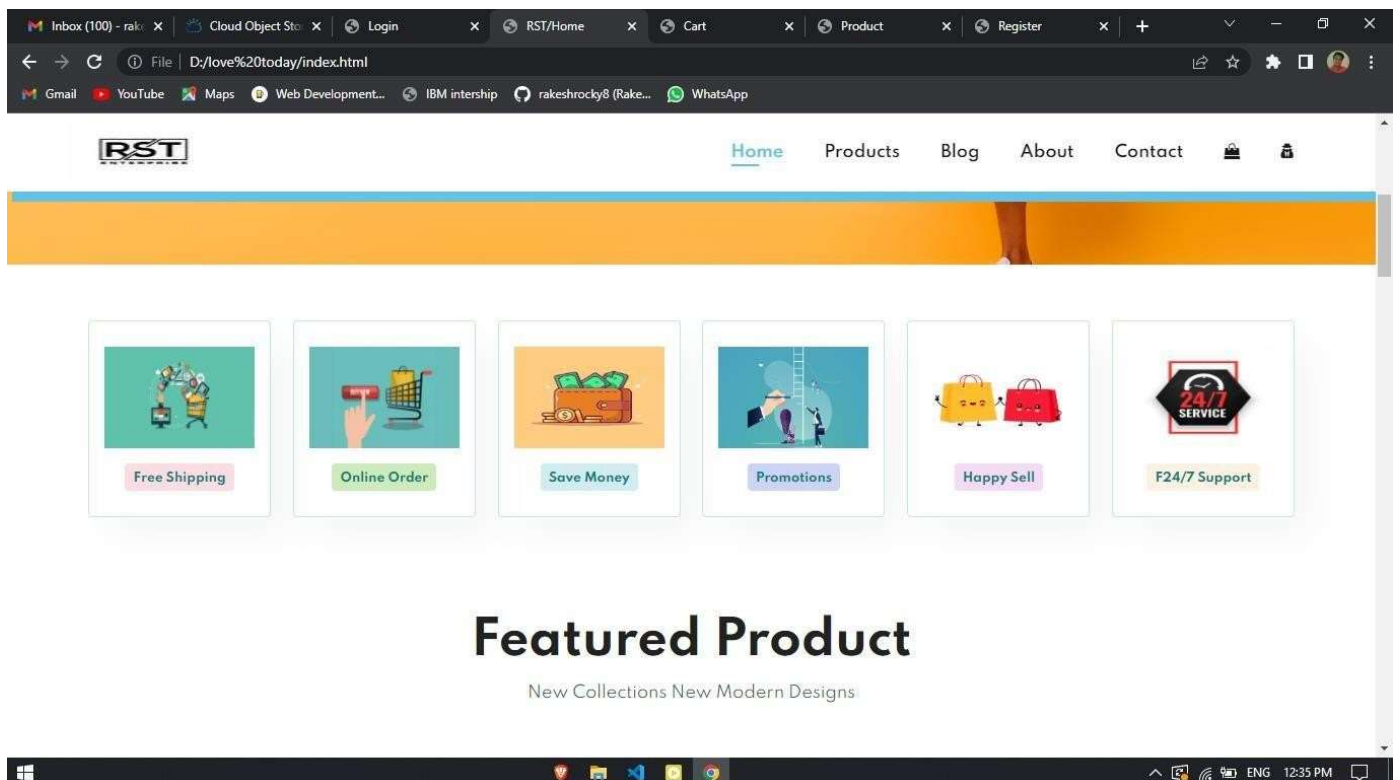 Inbox (100) - rak
Cloud Object Sto
Login
RST/Home
Cart
Product
Register
File | D:/love%20today/index.html
Gmail
YouTube
Maps
Web Development...
IBM intership
rakeshrocky8 (Rake...
WhatsApp
RST
ENTERPRISE
Home
Products
Blog
About
Contact
24/7
SERVICE
Free Shipping
Online Order
Save Money
Promotions
Happy Sell
F24/7 Support
Featured Product
New Collections New Modern Designs
ENG
12:35 PM